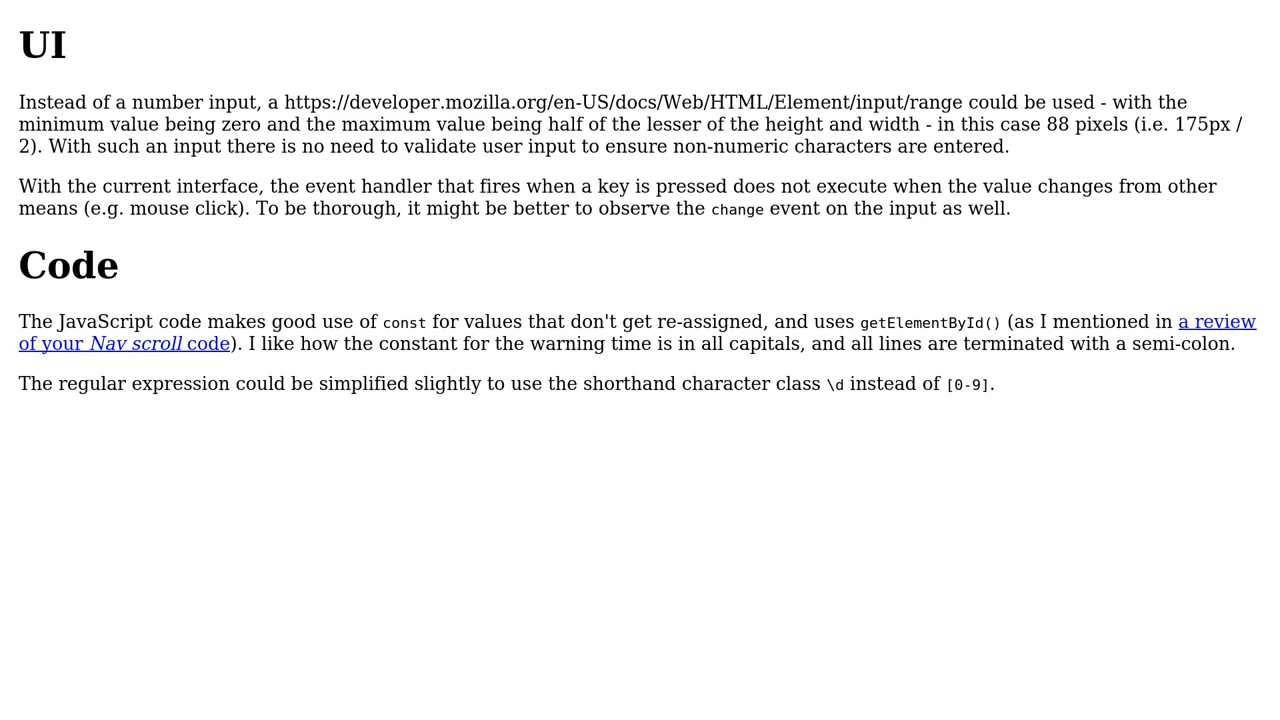 UI
Instead of a number input, a https://developer.mozilla.org/en-US/docs/Web/HTML/Element/input/range could be used - with the
minimum value being zero and the maximum value being half of the lesser of the height and width - in this case 88 pixels (i.e. 175px /
2). With such an input there is no need to validate user input to ensure non-numeric characters are entered.
With the current interface, the event handler that fires when a key is pressed does not execute when the value changes from other
means (e.g. mouse click). To be thorough, it might be better to observe the change event on the input as well.
Code
The JavaScript code makes good use of const for values that don't get re-assigned, and uses getElementById() (as I mentioned in a review
of your Nav scroll code). I like how the constant for the warning time is in all capitals, and all lines are terminated with a semi-colon.
The regular expression could be simplified slightly to use the shorthand character class \d instead of [0-9].